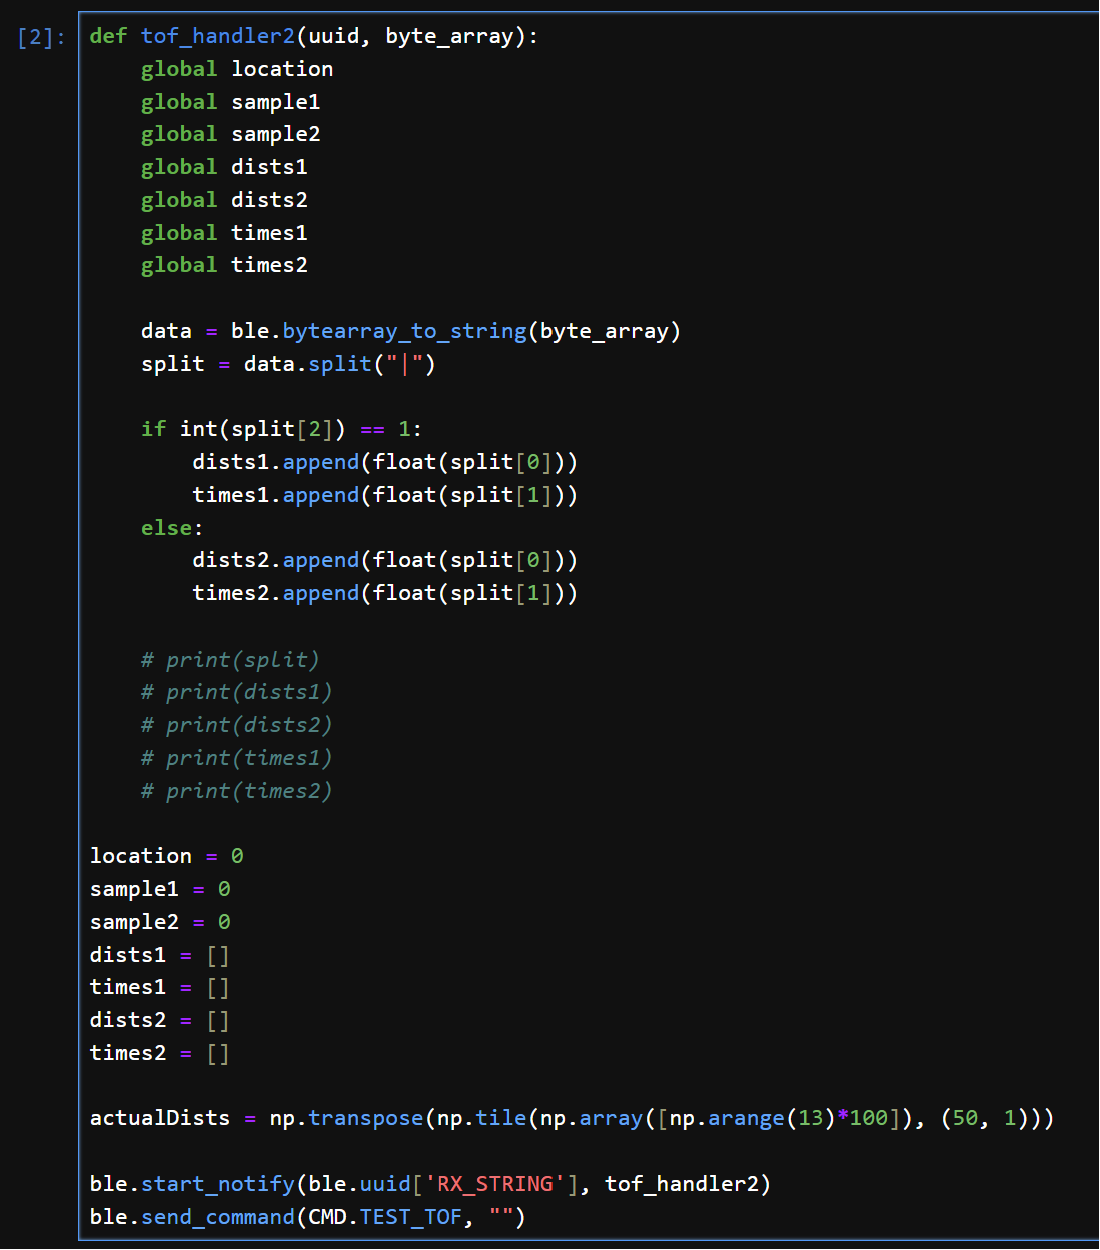 [2]: def tof_handler2(uuid, byte_array):
    global location
    global sample1
    global sample2
    global dists1
    global dists2
    global times1
    global times2

    data = ble.bytearray_to_string(byte_array)
    split = data.split("|")

    if int(split[2]) == 1:
        dists1.append(float(split[0]))
        times1.append(float(split[1]))
    else:
        dists2.append(float(split[0]))
        times2.append(float(split[1]))

    # print(split)
    # print(dists1)
    # print(dists2)
    # print(times1)
    # print(times2)

location = 0
sample1 = 0
sample2 = 0
dists1 = []
times1 = []
dists2 = []
times2 = []

actualDists = np.transpose(np.tile(np.array([np.arange(13)*100]), (50, 1)))

ble.start_notify(ble.uuid['RX_STRING'], tof_handler2)
ble.send_command(CMD.TEST_TOF, "")